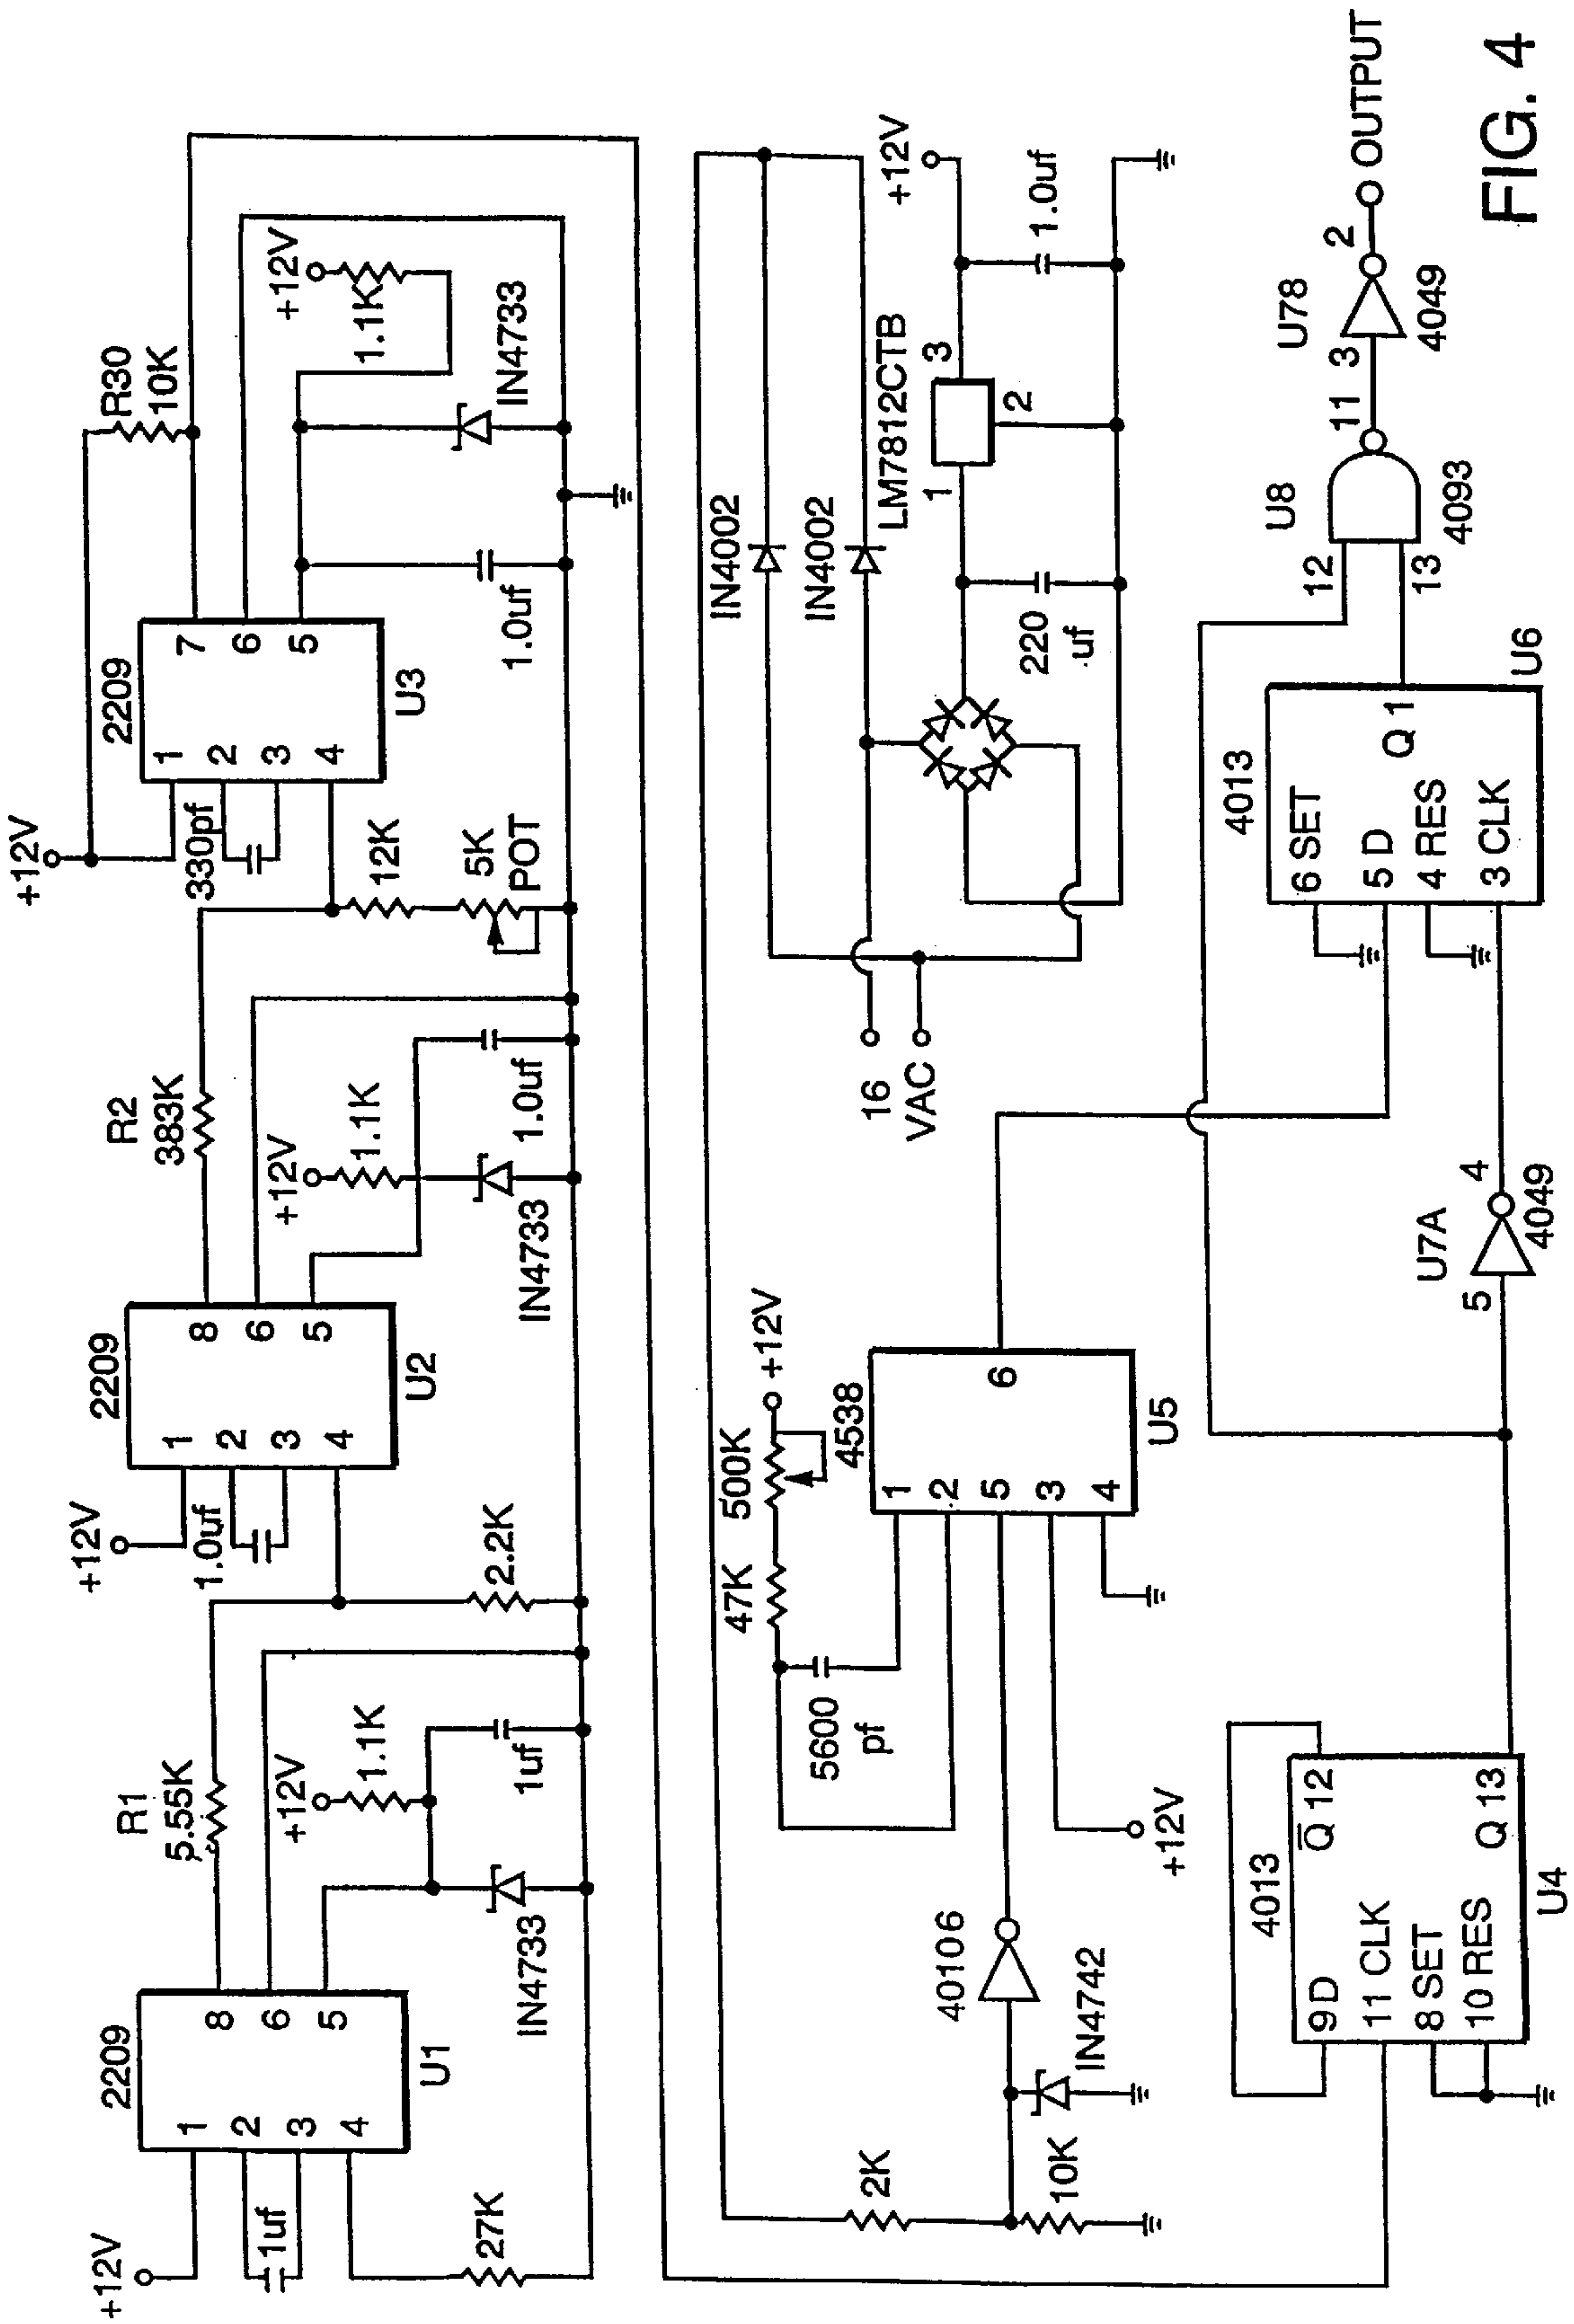 +12V
2209
1
2
3
4
8
6
5
U1
1uf
27K
R1
5.55K
+12V
1.1K
1uf
IN4733
+12V
2209
1
2
3
4
8
6
5
U2
1.0uf
2.2K
R2
383K
+12V
1.1K
1.0uf
IN4733
+12V
2209
1
2
3
4
7
6
5
U3
330pf
12K
5K
POT
R30
10K
+12V
1.1K
1.0uf
IN4733
2K
10K
40106
IN4742
5600
pf
47K
500K
+12V
4538
1
2
5
3
4
6
U5
+12V
16
VAC
IN4002
IN4002
220
uf
LM7812CTB
1
3
2
+12V
1.0uf
4013
9 D
11 CLK
8 SET
10 RES
Q̅ 12
Q 13
U4
U7A
5
4
4049
4013
6 SET
5 D
4 RES
3 CLK
Q 1
U6
U8
12
13
11
4093
U78
3
2
4049
OUTPUT
FIG. 4